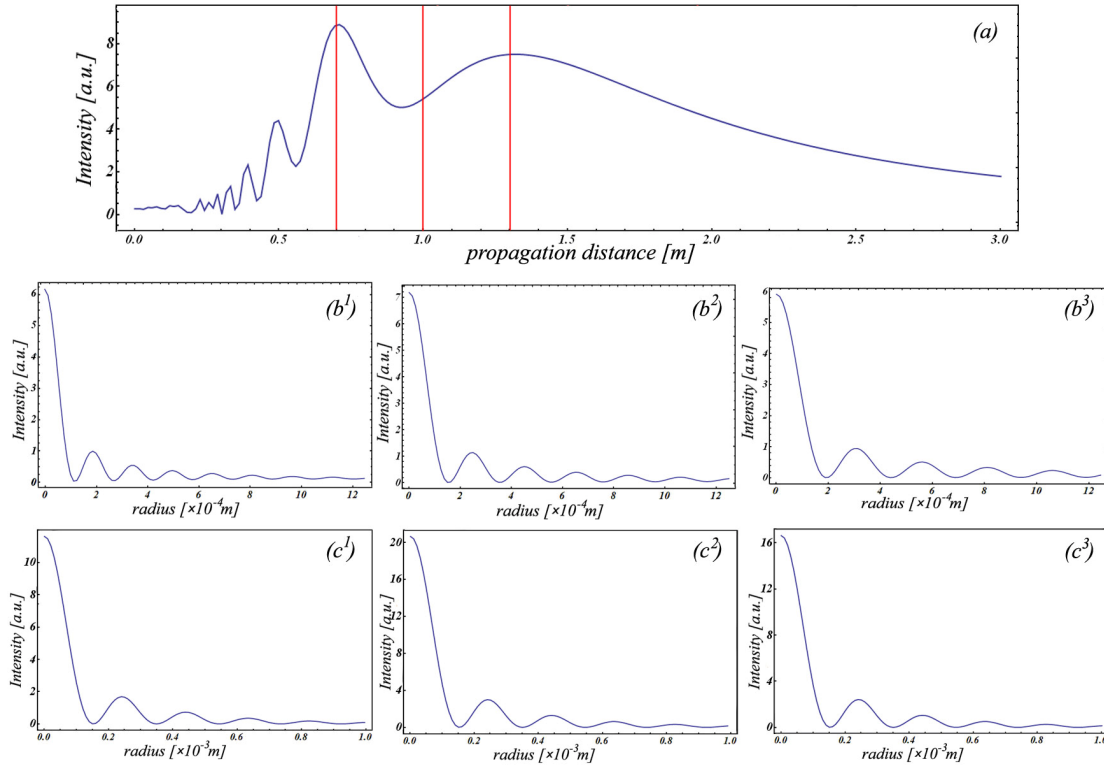 (a)
Intensity [a.u.]
8
6
4
2
0
0.0 0.5 1.0 1.5 2.0 2.5 3.0
propagation distance [m]
(b¹) (b²) (b³)
Intensity [a.u.]
6
5
4
3
2
1
0
0 2 4 6 8 10 12
radius [×10⁻⁴m]
Intensity [a.u.]
7
6
5
4
3
2
1
0
0 2 4 6 8 10 12
radius [×10⁻⁴m]
Intensity [a.u.]
6
5
4
3
2
1
0
0 2 4 6 8 10 12
radius [×10⁻⁴m]
(c¹) (c²) (c³)
Intensity [a.u.]
10
8
6
4
2
0
0.0 0.2 0.4 0.6 0.8 1.0
radius [×10⁻³m]
Intensity [a.u.]
20
16
12
8
4
0
0.0 0.2 0.4 0.6 0.8 1.0
radius [×10⁻³m]
Intensity [a.u.]
16
12
8
4
0
0.0 0.2 0.4 0.6 0.8 1.0
radius [×10⁻³m]